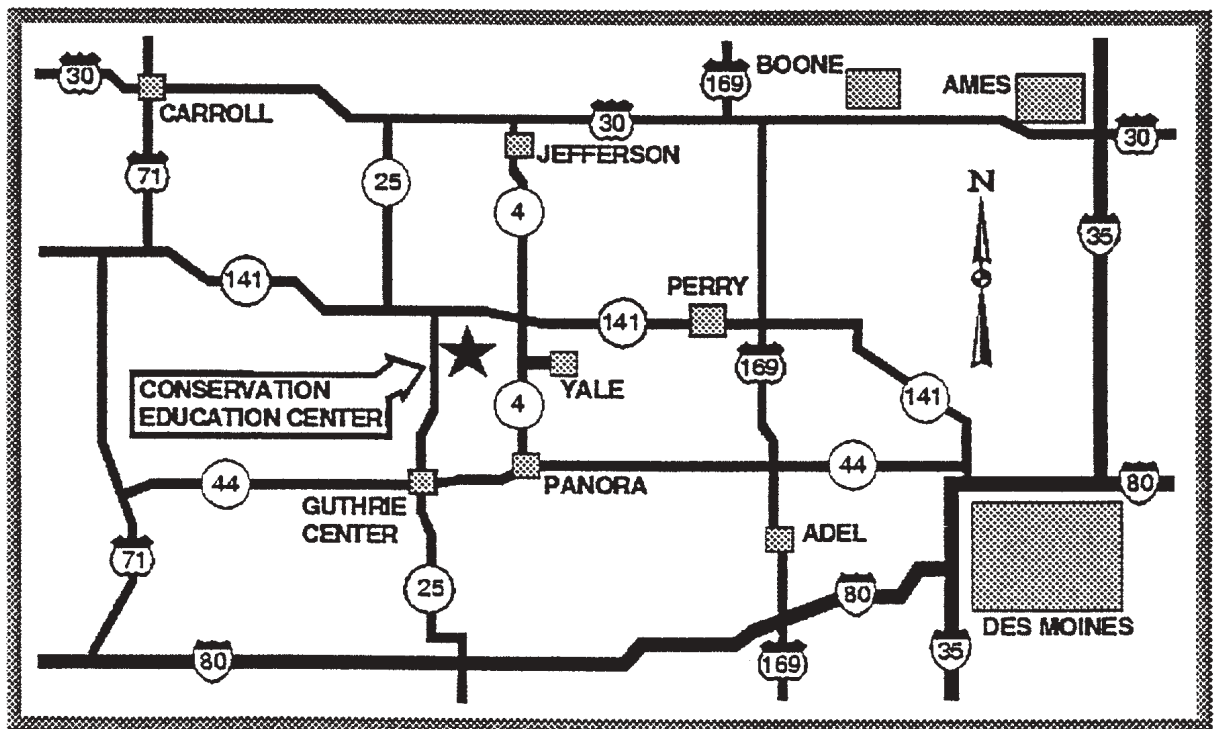 30
CARROLL
169
BOONE
AMES
30
30
JEFFERSON
71
25
4
N
35
141
PERRY
141
169
YALE
CONSERVATION
EDUCATION CENTER
4
141
44
GUTHRIE
CENTER
PANORA
44
80
71
25
ADEL
80
DES MOINES
80
169
35